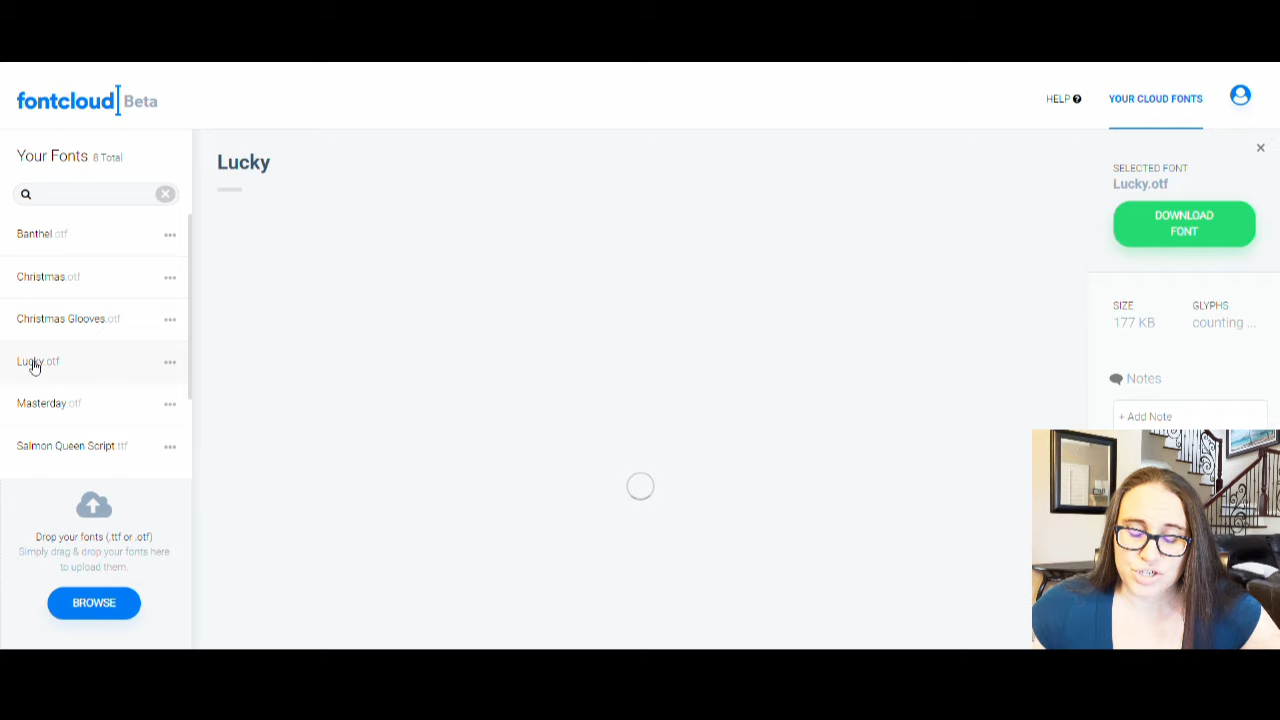 fontcloud Beta
HELP ?
YOUR CLOUD FONTS
Your Fonts 8 Total
Banthel.otf
Christmas.otf
Christmas Glooves.otf
Lucky.otf
Masterday.otf
Salmon Queen Script.ttf
Drop your fonts (.ttf or .otf)
Simply drag & drop your fonts here
to upload them.
BROWSE
Lucky
SELECTED FONT
Lucky.otf
DOWNLOAD
FONT
SIZE
GLYPHS
177 KB
counting ...
Notes
+ Add Note